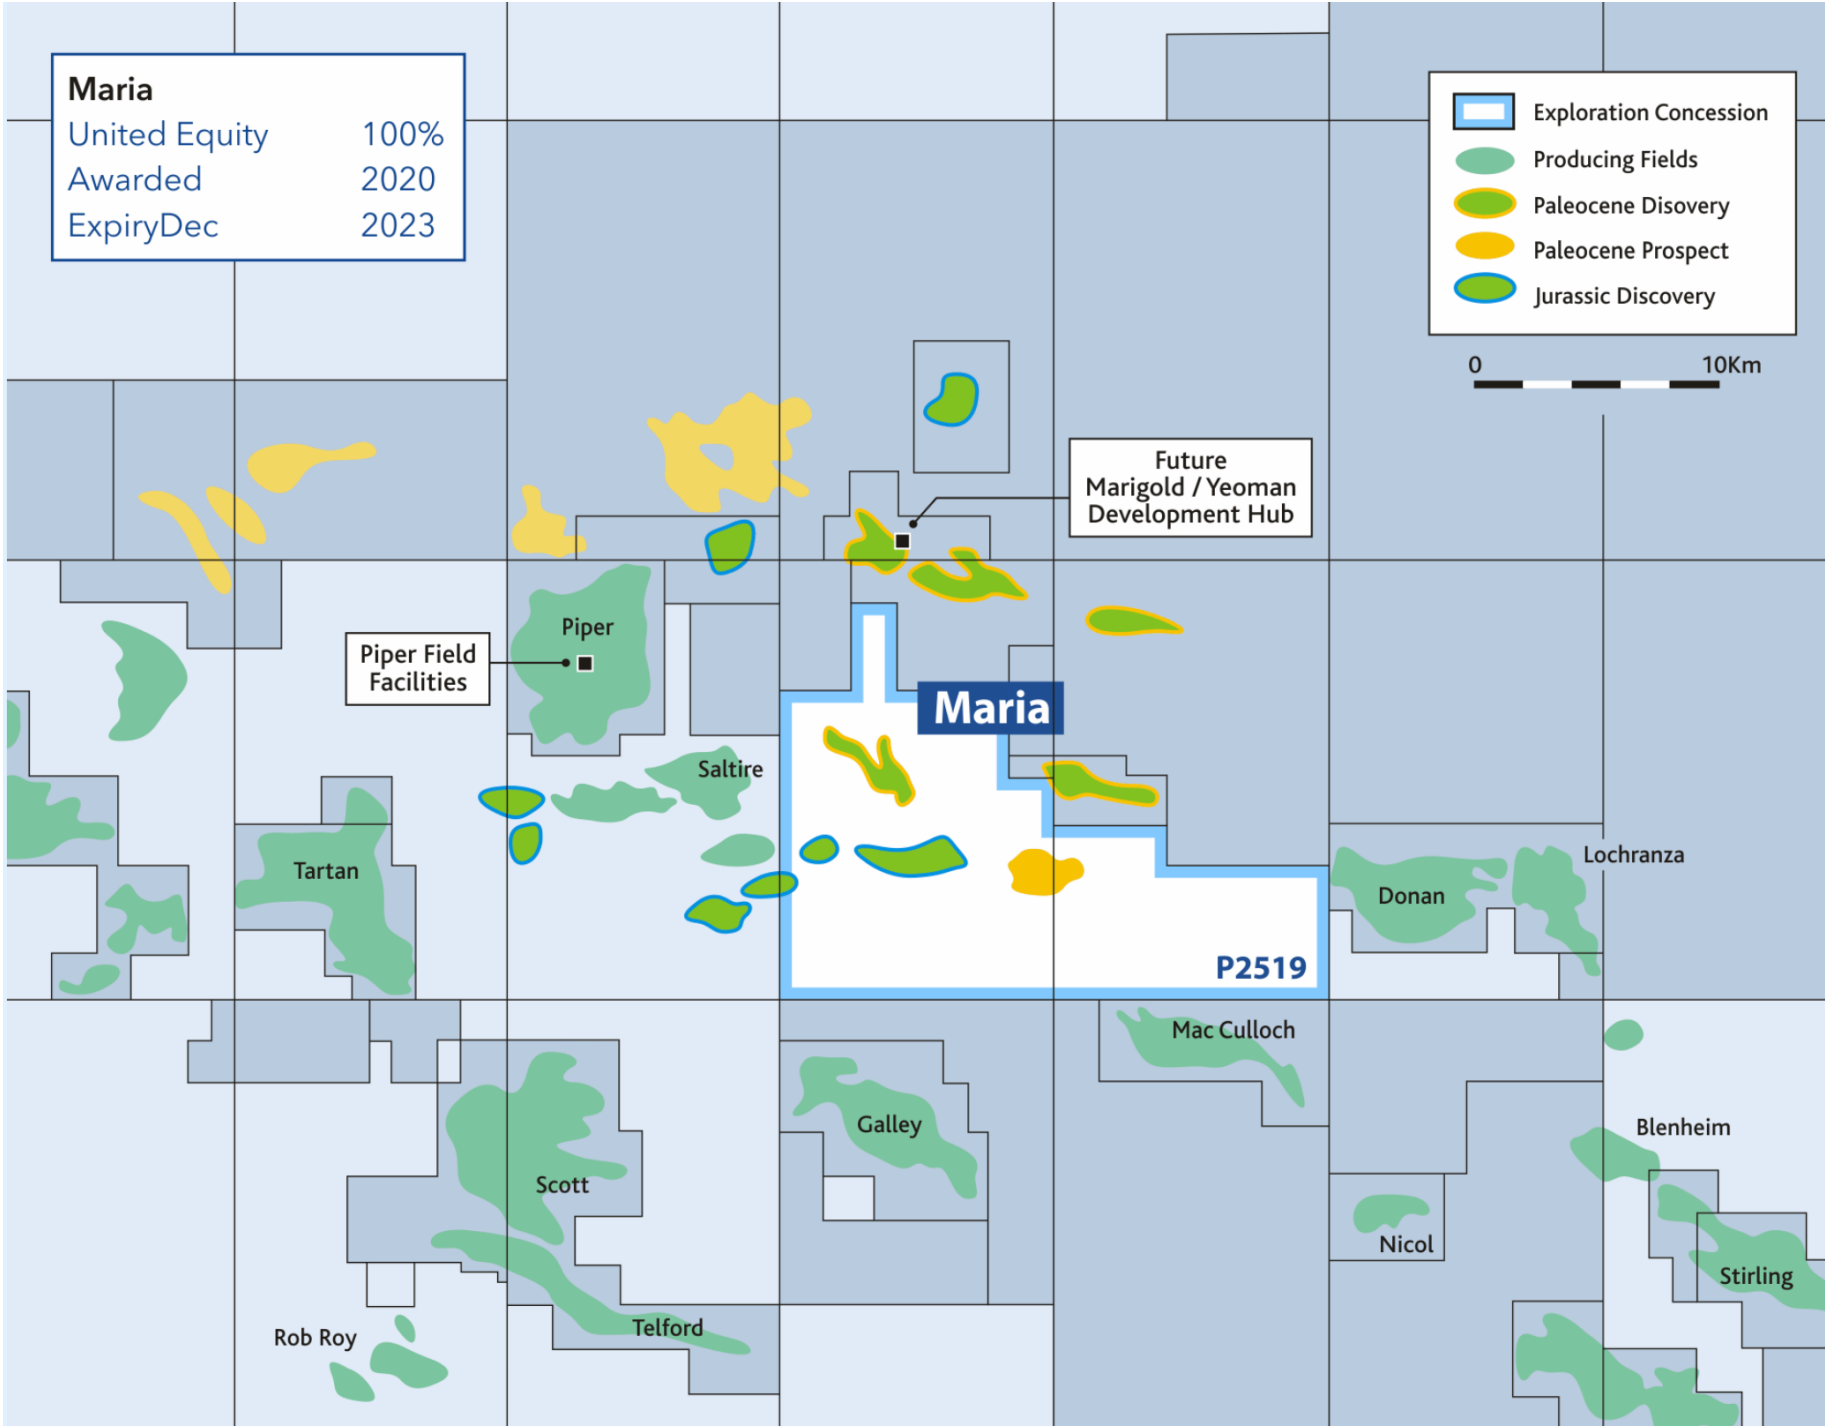 Maria
United Equity 100%
Awarded 2020
ExpiryDec 2023
Exploration Concession
Producing Fields
Paleocene Disovery
Paleocene Prospect
Jurassic Discovery
0 10Km
Future
Marigold / Yeoman
Development Hub
Piper
Piper Field
Facilities
Maria
Saltire
Tartan
Lochranza
Donan
P2519
Mac Culloch
Galley
Blenheim
Scott
Nicol
Stirling
Telford
Rob Roy